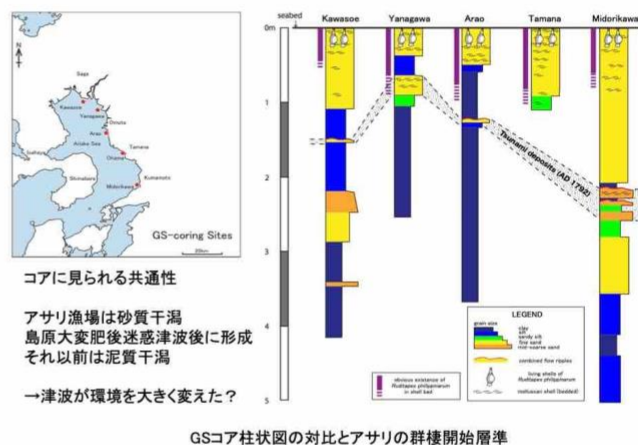 Kawasoe
Yanagawa
Arao
Tamana
Midorikawa
seabed
0m
1
2
3
4
5
N
Saga
Kawasoe
Yanagawa
Omuta
Arao
Ariake Sea
Tamana
Isahaya
Shimabara
Kumamoto
Midorikawa
20km
GS-coring Sites
Tsunami deposits (AD 1792)
コアに見られる共通性
アサリ漁場は砂質干潟
島原大変肥後迷惑津波後に形成
それ以前は泥質干潟
→津波が環境を大きく変えた?
obvious existence of
Ruditapes philippinarum
in shell bed
LEGEND
grain size
clay
silt
sandy silt
fine sand
mid-coarse sand
combined flow ripples
living shells of
Ruditapes philippinarum
molluscan shell (bedded)
GSコア柱状図の対比とアサリの群棲開始層準